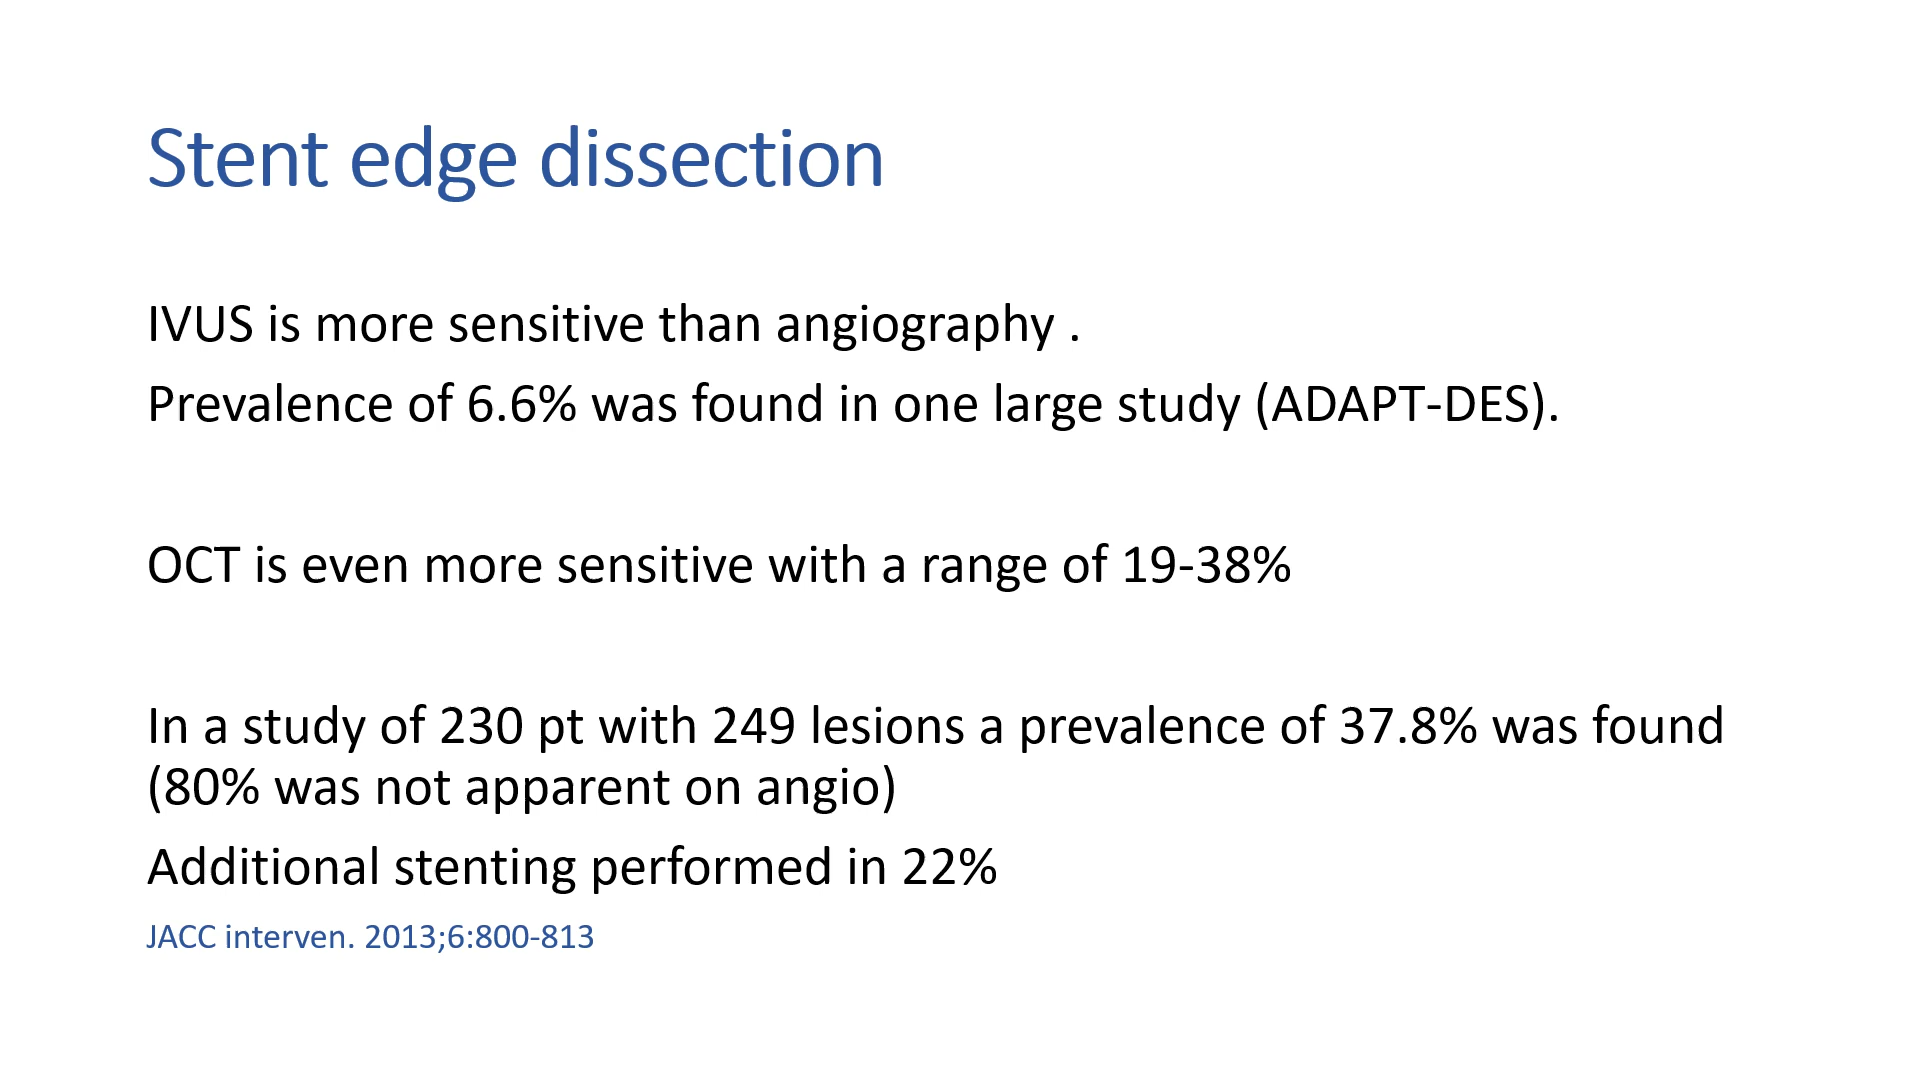 Stent edge dissection
IVUS is more sensitive than angiography .
Prevalence of 6.6% was found in one large study (ADAPT-DES).
OCT is even more sensitive with a range of 19-38%
In a study of 230 pt with 249 lesions a prevalence of 37.8% was found
(80% was not apparent on angio)
Additional stenting performed in 22%
JACC interven. 2013;6:800-813